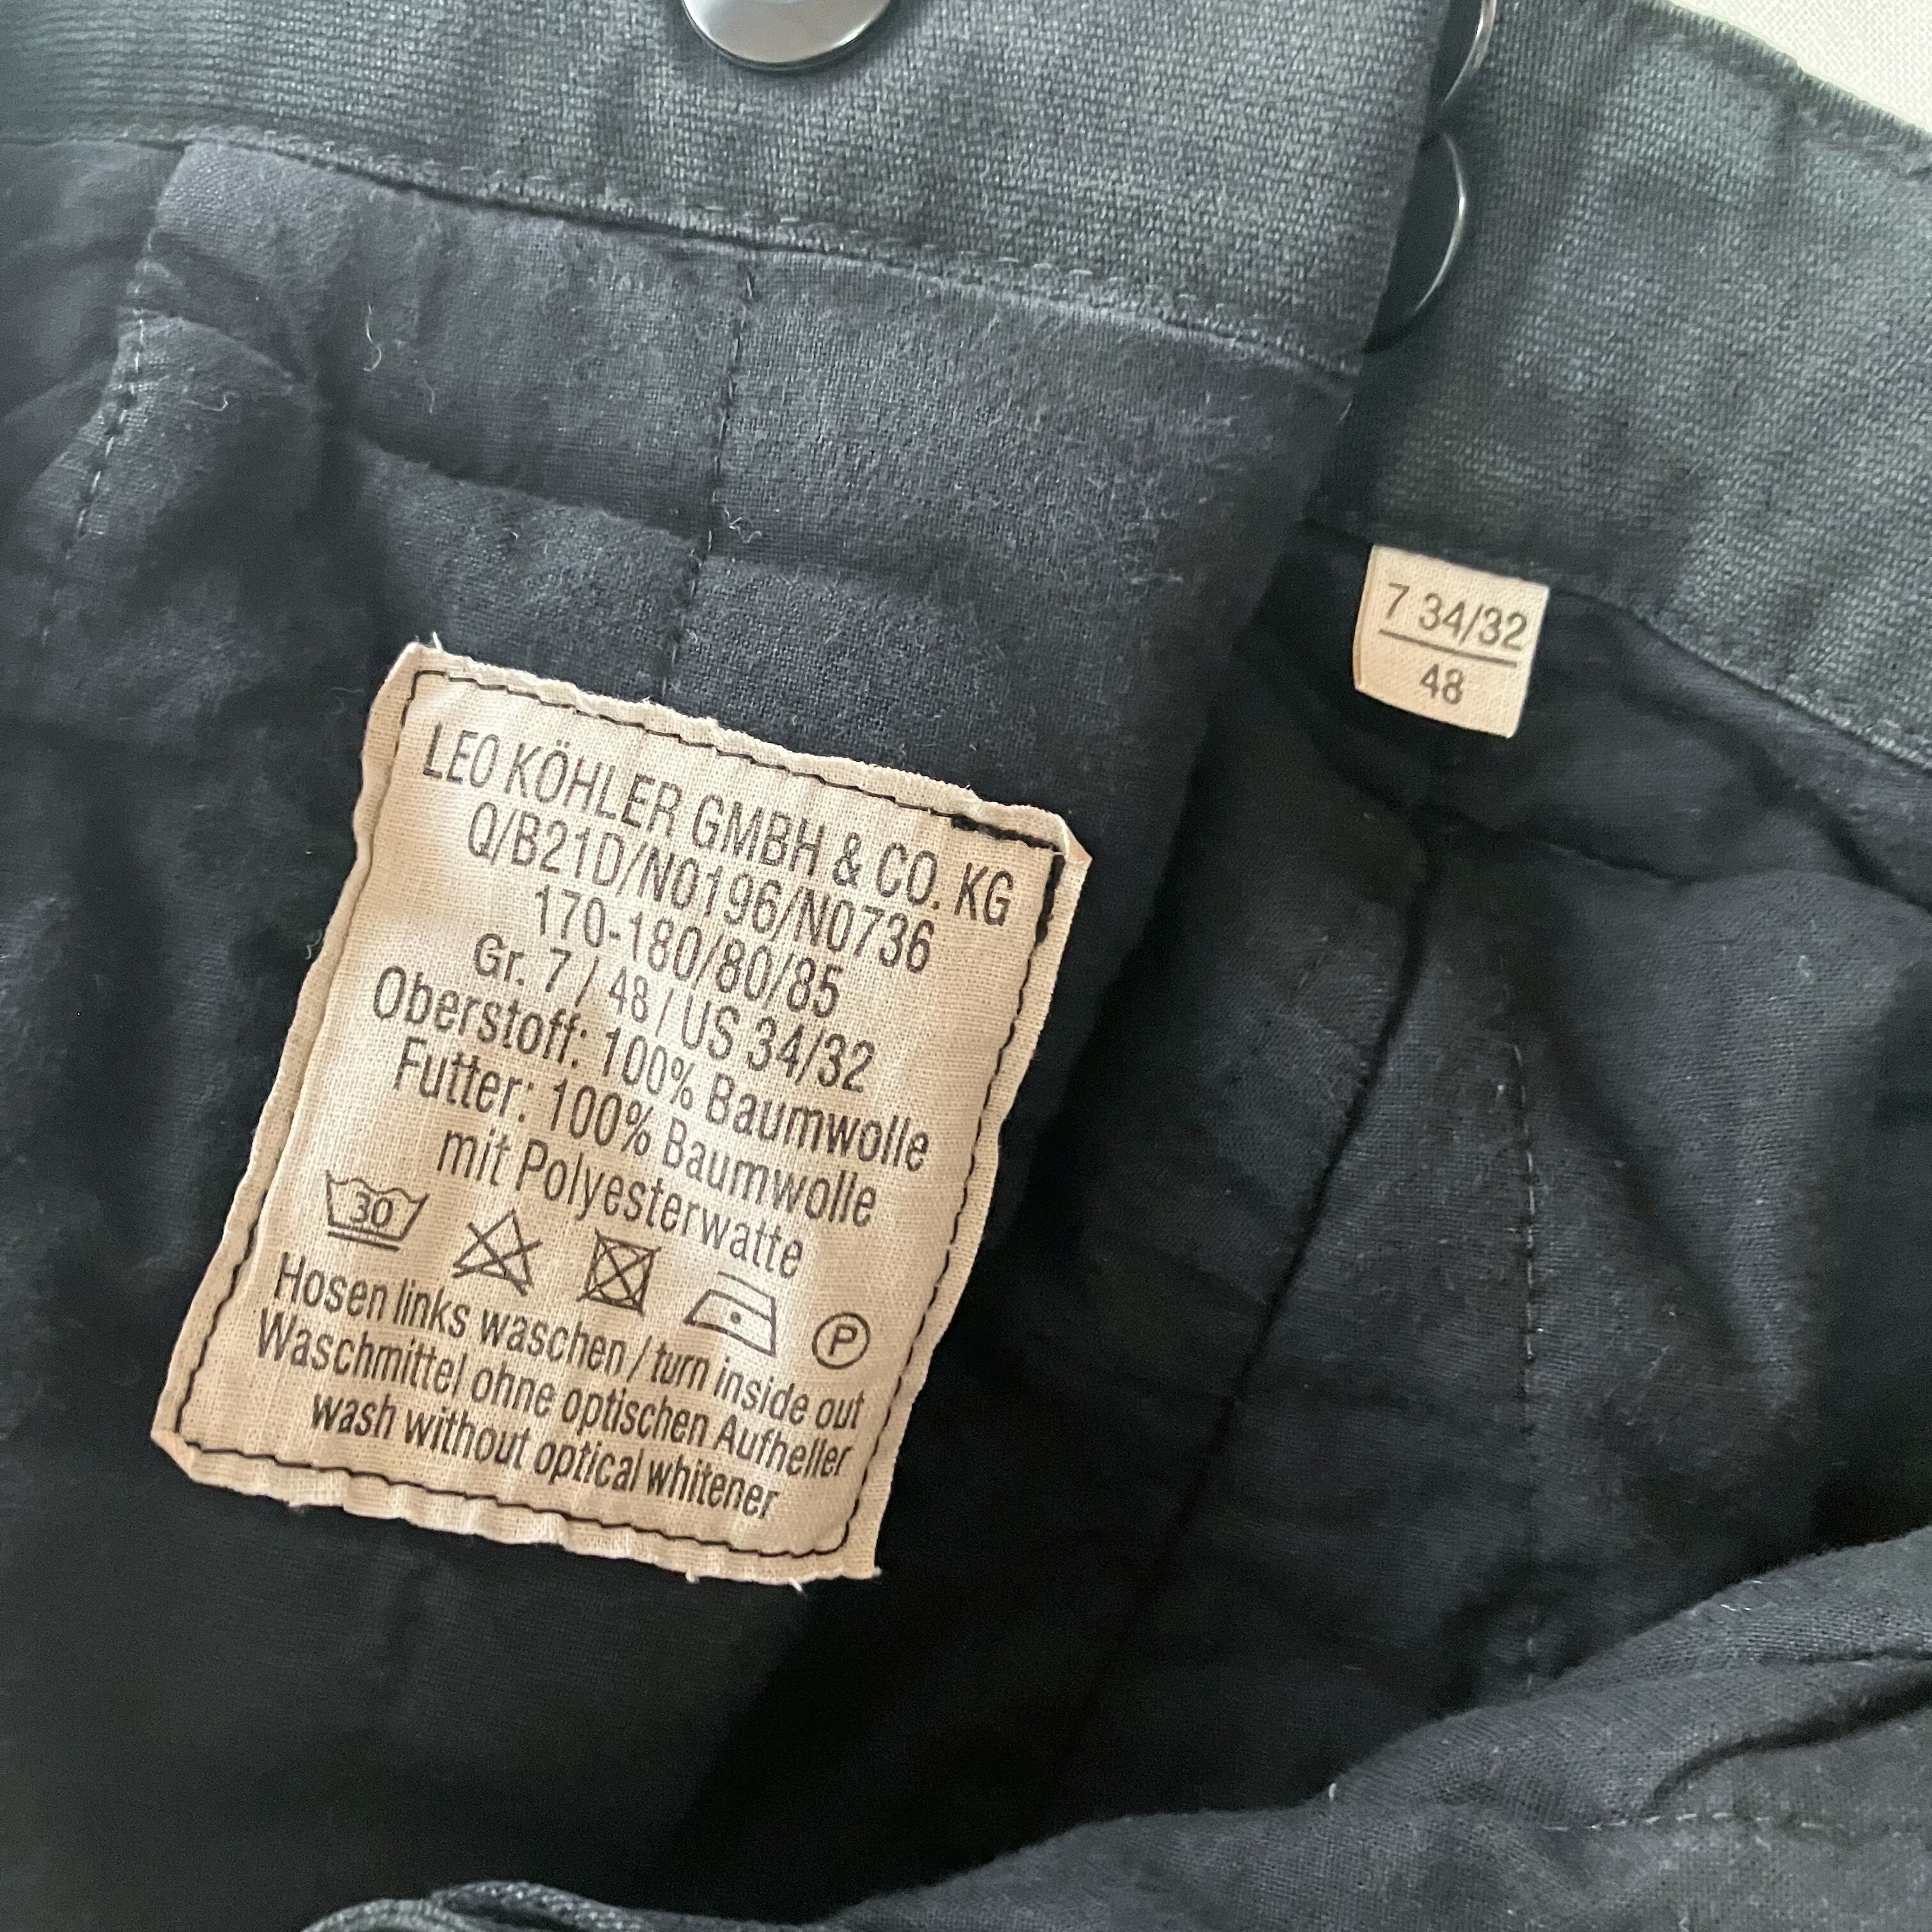 7 34/32
48
LEO KÖHLER GMBH & CO. KG
Q/B21D/N0196/N0736
170-180/80/85
Gr. 7 / 48 / US 34/32
Oberstoff: 100% Baumwolle
Futter: 100% Baumwolle
mit Polyesterwatte
30
P
Hosen links waschen / turn inside out
Waschmittel ohne optischen Aufheller
wash without optical whitener